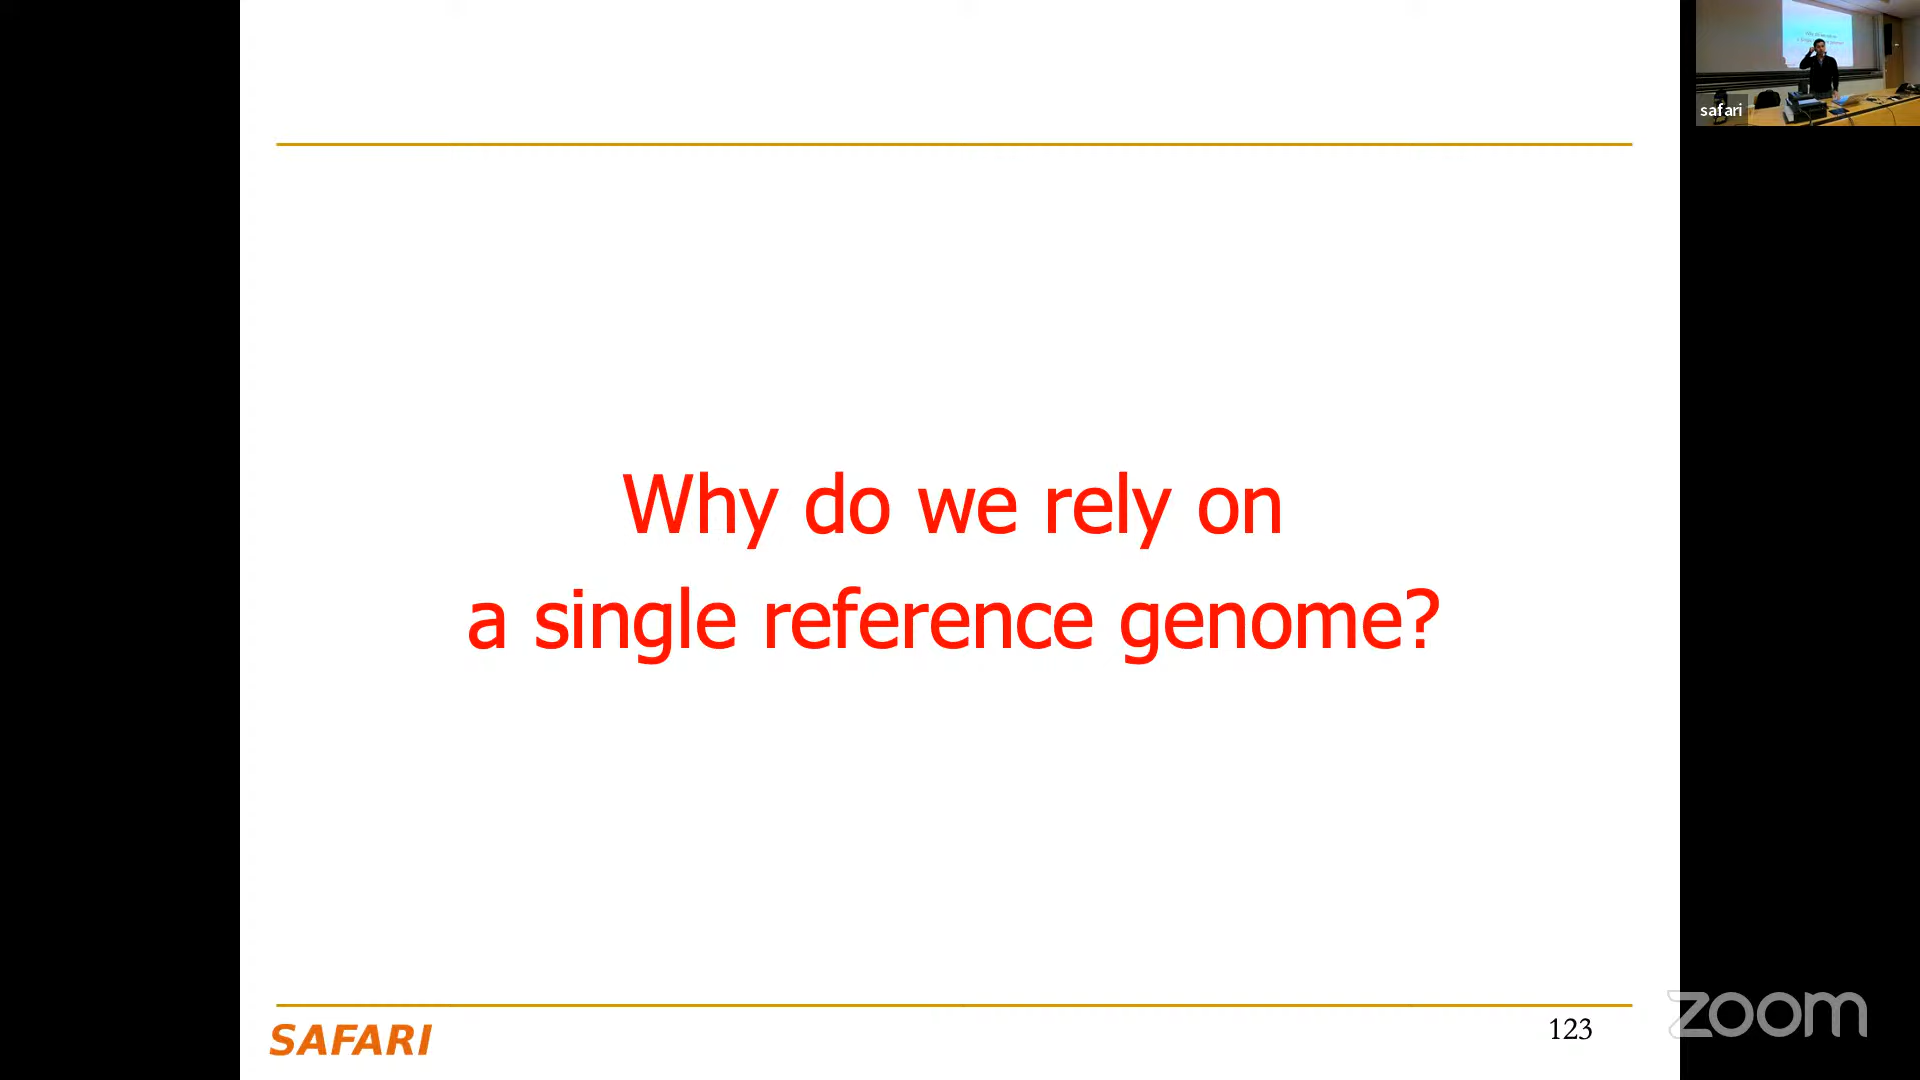 safari
Why do we rely on
a single reference genome?
SAFARI
123
zoom